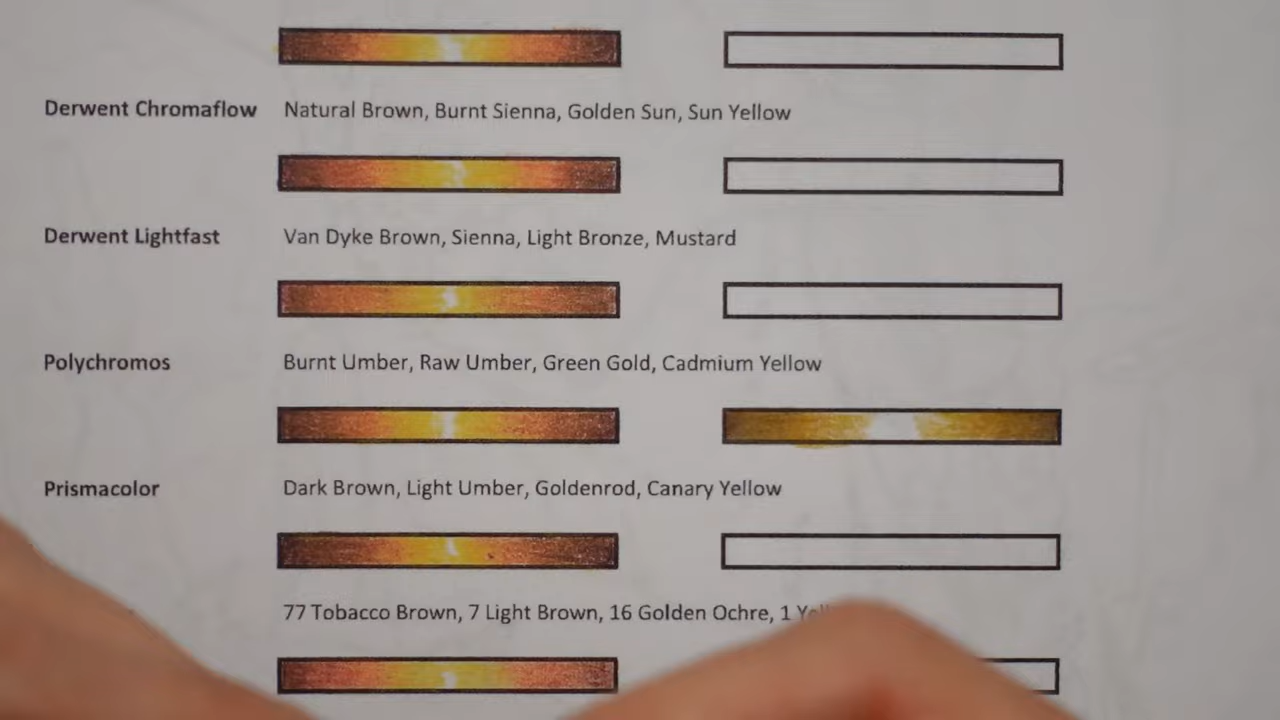 Derwent Chromaflow Natural Brown, Burnt Sienna, Golden Sun, Sun Yellow
Derwent Lightfast Van Dyke Brown, Sienna, Light Bronze, Mustard
Polychromos Burnt Umber, Raw Umber, Green Gold, Cadmium Yellow
Prismacolor Dark Brown, Light Umber, Goldenrod, Canary Yellow
77 Tobacco Brown, 7 Light Brown, 16 Golden Ochre, 1